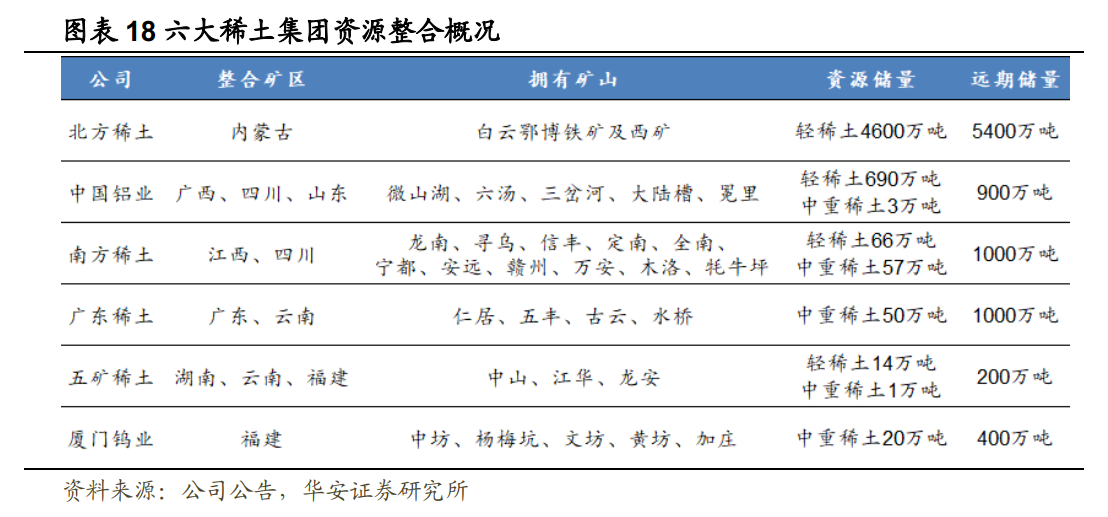 图表 18 六大稀土集团资源整合概况
公司 整合矿区 拥有矿山 资源储量 远期储量
北方稀土 内蒙古 白云鄂博铁矿及西矿 轻稀土4600万吨 5400万吨
中国铝业 广西、四川、山东 微山湖、六汤、三岔河、大陆槽、冕里 轻稀土690万吨 900万吨
中重稀土3万吨
南方稀土 江西、四川 龙南、寻乌、信丰、定南、全南、 轻稀土66万吨 1000万吨
宁都、安远、赣州、万安、木洛、牦牛坪 中重稀土57万吨
广东稀土 广东、云南 仁居、五丰、古云、水桥 中重稀土50万吨 1000万吨
五矿稀土 湖南、云南、福建 中山、江华、龙安 轻稀土14万吨 200万吨
中重稀土1万吨
厦门钨业 福建 中坊、杨梅坑、文坊、黄坊、加庄 中重稀土20万吨 400万吨
资料来源：公司公告，华安证券研究所